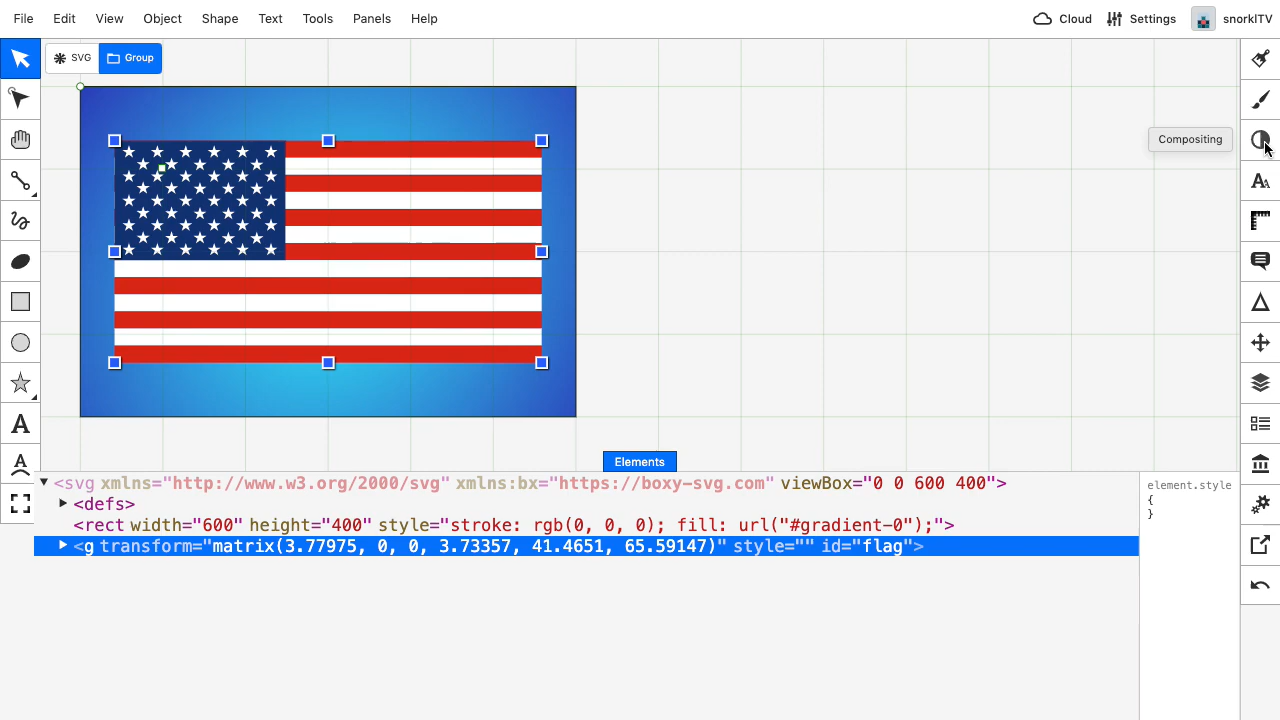 File Edit View Object Shape Text Tools Panels Help Cloud Settings snorklTV
SVG Group
Compositing
Elements
<svg xmlns="http://www.w3.org/2000/svg" xmlns:bx="https://boxy-svg.com" viewBox="0 0 600 400">
<defs>
<rect width="600" height="400" style="stroke: rgb(0, 0, 0); fill: url("#gradient-0");">
<g transform="matrix(3.77975, 0, 0, 3.73357, 41.4651, 65.59147)" style="" id="flag">
element.style
{
}